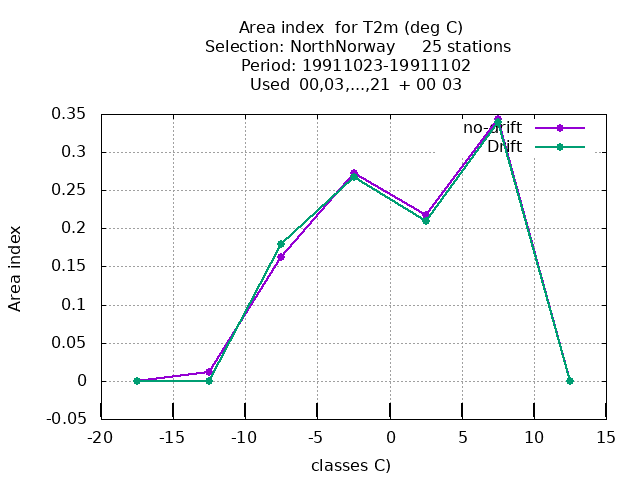 Area index  for T2m (deg C)
Selection: NorthNorway     25 stations
Period: 19911023-19911102
Used  00,03,...,21  + 00 03
0.35
0.3
0.25
0.2
0.15
0.1
0.05
0
-0.05
Area index
no-drift
Drift
-20
-15
-10
-5
0
5
10
15
classes C)